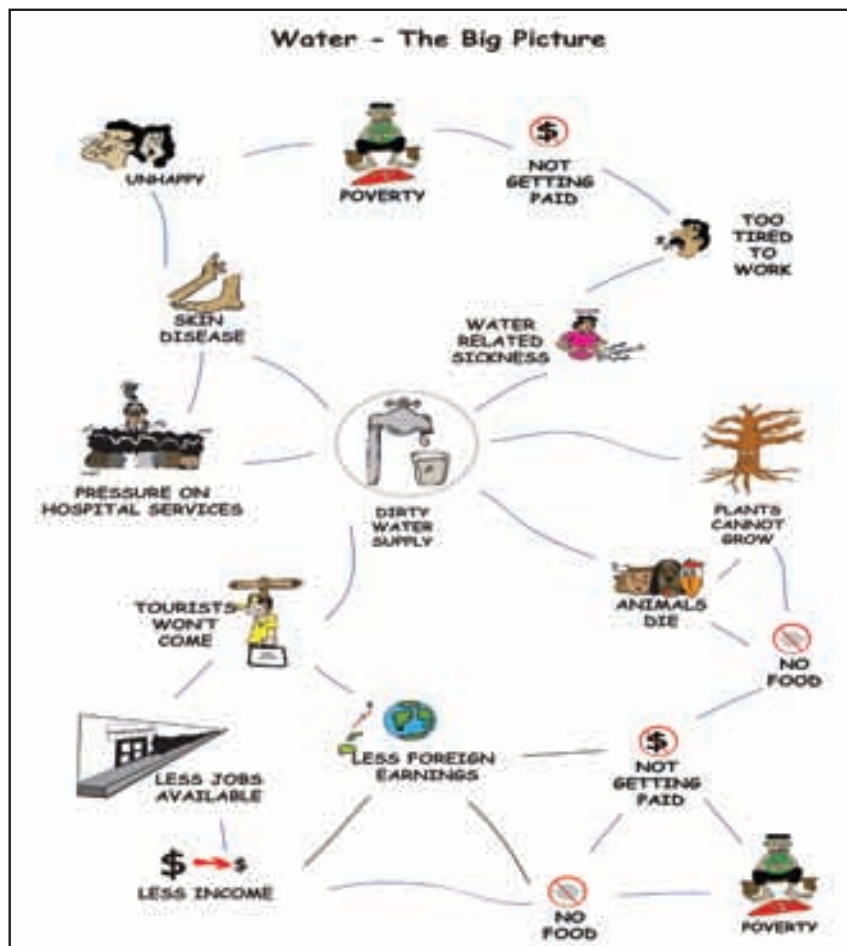 Water - The Big Picture
UNHAPPY
POVERTY
$
NOT
GETTING
PAID
TOO
TIRED
TO
WORK
SKIN
DISEASE
WATER
RELATED
SICKNESS
PRESSURE ON
HOSPITAL SERVICES
DIRTY
WATER
SUPPLY
PLANTS
CANNOT
GROW
TOURISTS
WON'T
COME
ANIMALS
DIE
NO
FOOD
LESS JOBS
AVAILABLE
$
LESS FOREIGN
EARNINGS
$
NOT
GETTING
PAID
$ $
LESS INCOME
NO
FOOD
POVERTY